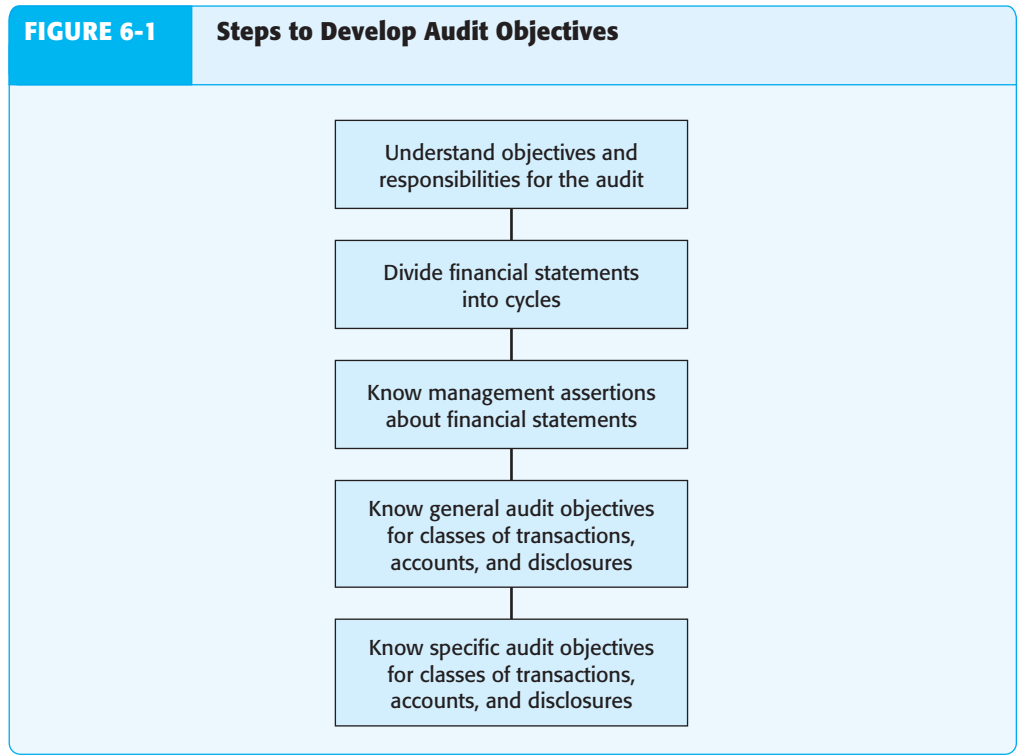 FIGURE 6-1
Steps to Develop Audit Objectives
Understand objectives and
responsibilities for the audit
Divide financial statements
into cycles
Know management assertions
about financial statements
Know general audit objectives
for classes of transactions,
accounts, and disclosures
Know specific audit objectives
for classes of transactions,
accounts, and disclosures